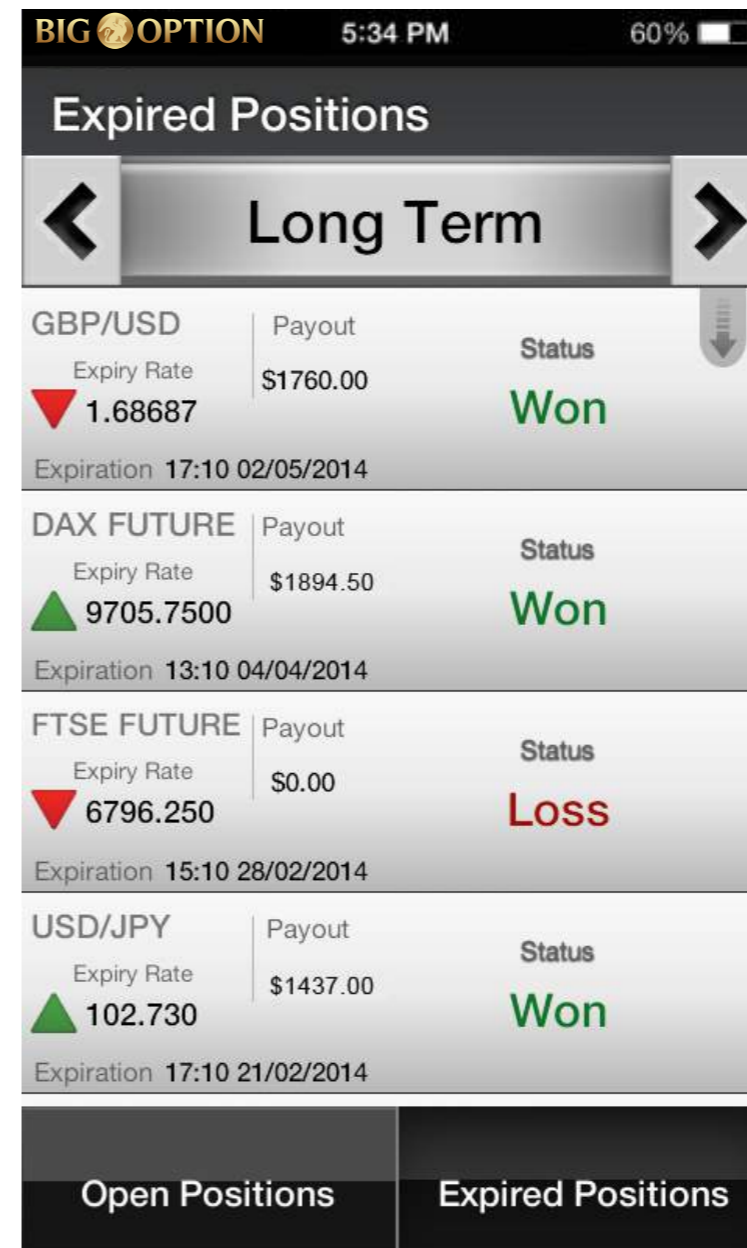 BIG OPTION 5:34 PM 60%
Expired Positions
Long Term
GBP/USD Payout
Status
Expiry Rate
$1760.00
1.68687
Won
Expiration 17:10 02/05/2014
DAX FUTURE Payout
Status
Expiry Rate
$1894.50
9705.7500
Won
Expiration 13:10 04/04/2014
FTSE FUTURE Payout
Status
Expiry Rate
$0.00
6796.250
Loss
Expiration 15:10 28/02/2014
USD/JPY Payout
Status
Expiry Rate
$1437.00
102.730
Won
Expiration 17:10 21/02/2014
Open Positions Expired Positions